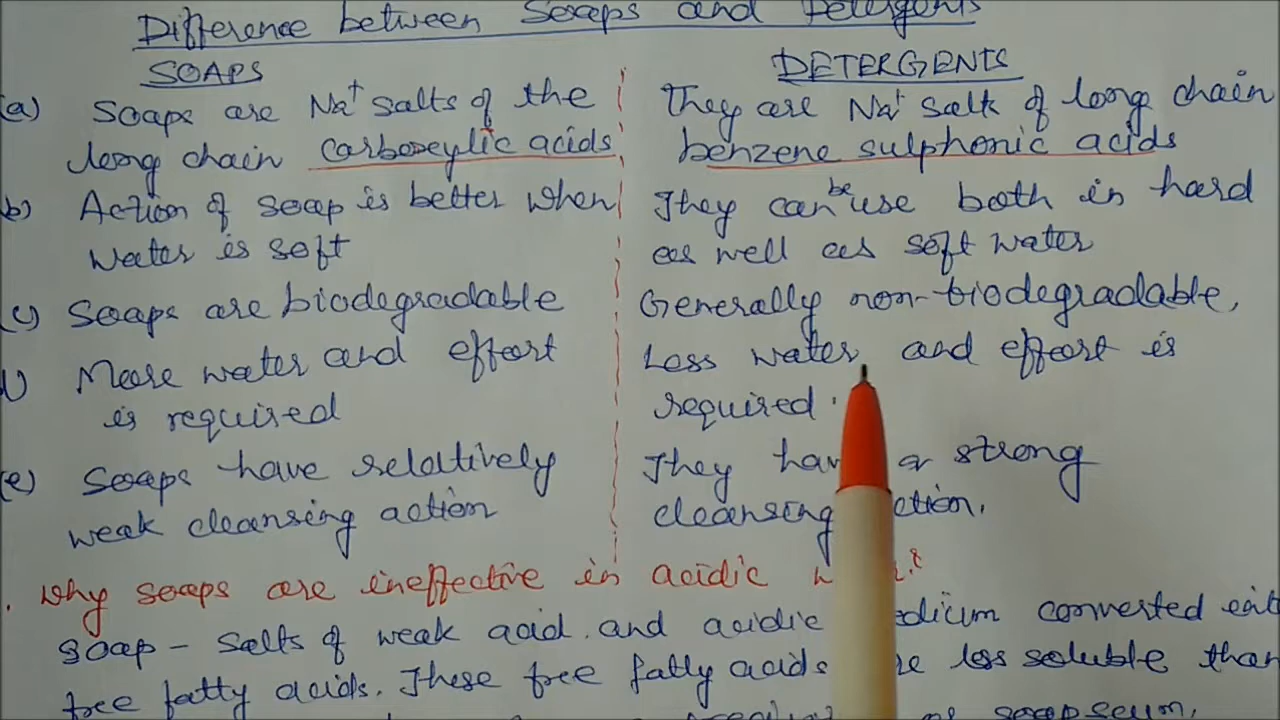 Difference between Soaps and Detergents
SOAPS
DETERGENTS
(a) Soaps are Na+ salts of the
long chain carboxylic acids
They are Na+ salt of long chain
benzene sulphonic acids
b) Action of soap is better when
water is soft
They can be use both in hard
as well as soft water
(c) Soaps are biodegradable
Generally non-biodegradable,
More water and effort
is required
Less water and effort is
required.
(e) Soaps have relatively
weak cleansing action
They have a strong
cleansing action.
Why soaps are ineffective in acidic
Soap - salts of weak acid and acidic medium converted
free fatty acids. These free fatty acids are less soluble than
soapscum.